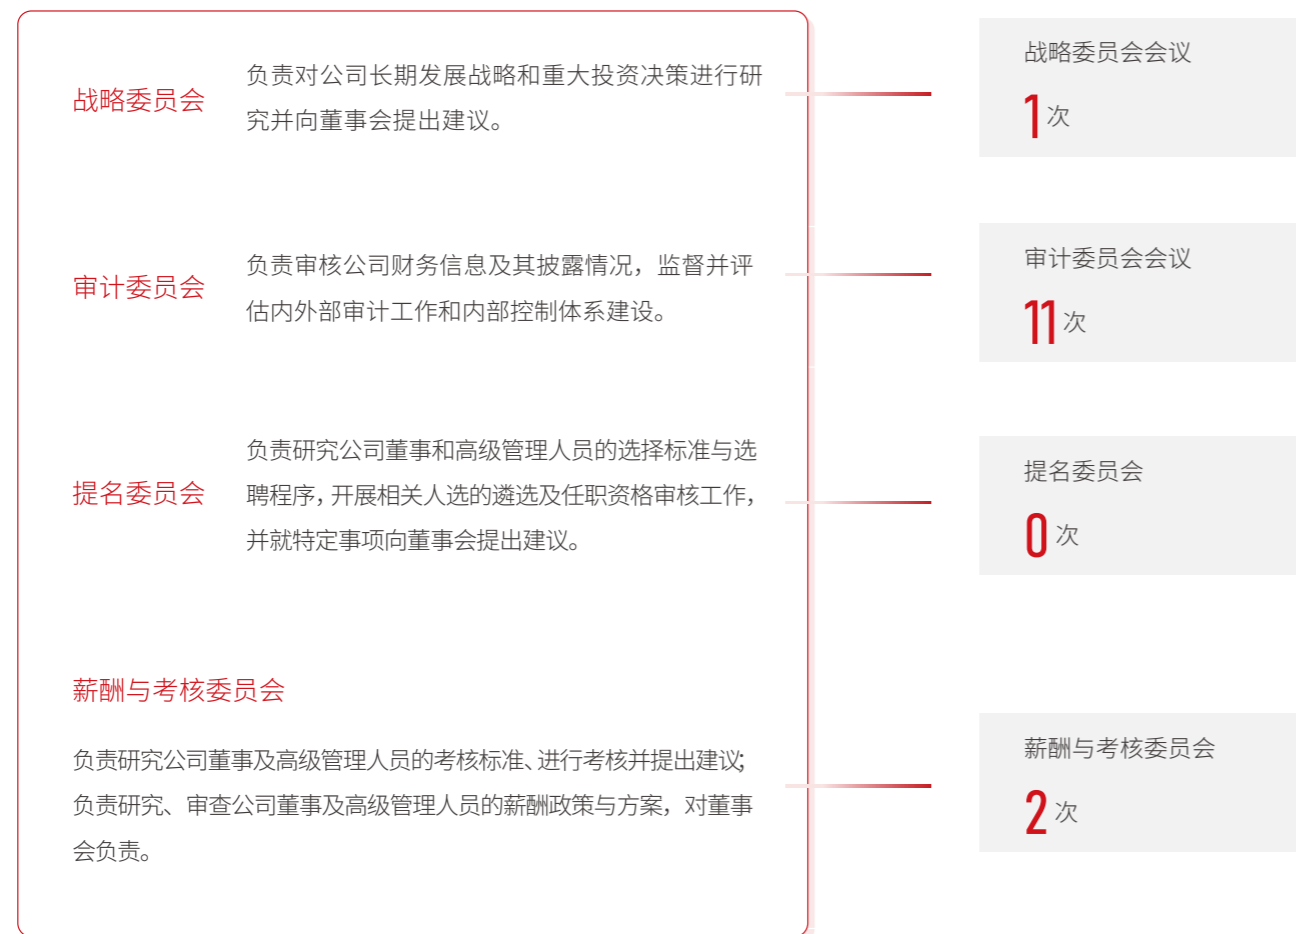 战略委员会
负责对公司长期发展战略和重大投资决策进行研
究并向董事会提出建议。
战略委员会会议
1次
审计委员会
负责审核公司财务信息及其披露情况，监督并评
估内外部审计工作和内部控制体系建设。
审计委员会会议
11次
提名委员会
负责研究公司董事和高级管理人员的选择标准与选
聘程序，开展相关人选的遴选及任职资格审核工作，
并就特定事项向董事会提出建议。
提名委员会
0次
薪酬与考核委员会
负责研究公司董事及高级管理人员的考核标准、进行考核并提出建议；
负责研究、审查公司董事及高级管理人员的薪酬政策与方案，对董事
会负责。
薪酬与考核委员会
2次